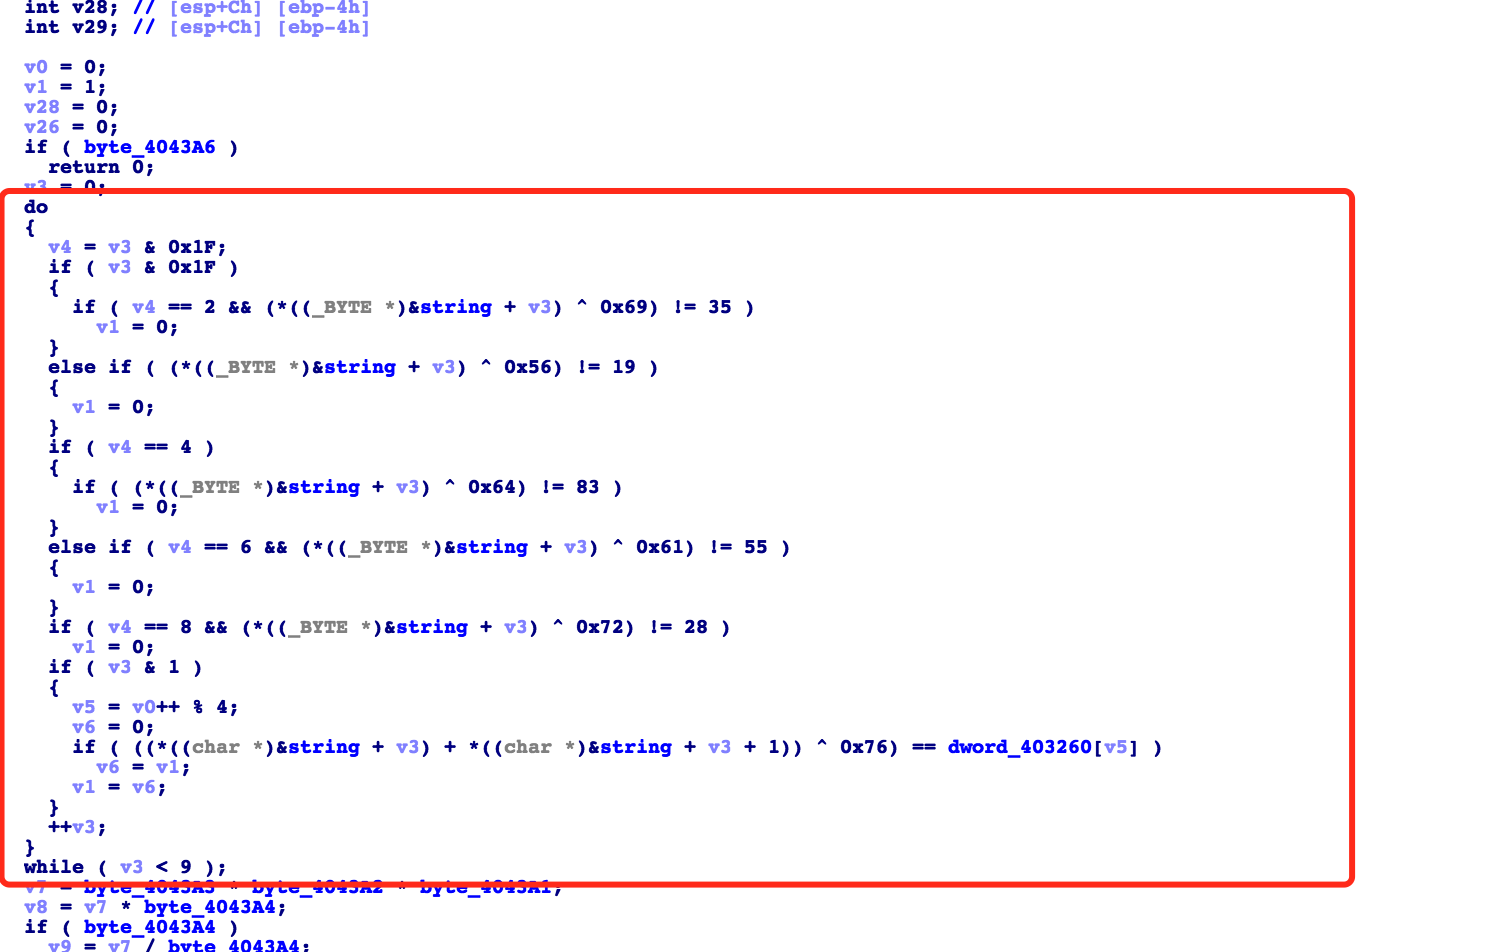 int v28; // [esp+Ch] [ebp-4h]
int v29; // [esp+Ch] [ebp-4h]
v0 = 0;
v1 = 1;
v28 = 0;
v26 = 0;
if ( byte_4043A6 )
return 0;
v3 = 0;
do
{
v4 = v3 & 0x1F;
if ( v3 & 0x1F )
{
if ( v4 == 2 && (*((_BYTE *)&string + v3) ^ 0x69) != 35 )
v1 = 0;
}
else if ( (*((_BYTE *)&string + v3) ^ 0x56) != 19 )
{
v1 = 0;
}
if ( v4 == 4 )
{
if ( (*((_BYTE *)&string + v3) ^ 0x64) != 83 )
v1 = 0;
}
else if ( v4 == 6 && (*((_BYTE *)&string + v3) ^ 0x61) != 55 )
{
v1 = 0;
}
if ( v4 == 8 && (*((_BYTE *)&string + v3) ^ 0x72) != 28 )
v1 = 0;
if ( v3 & 1 )
{
v5 = v0++ % 4;
v6 = 0;
if ( ((*((char *)&string + v3) + *((char *)&string + v3 + 1)) ^ 0x76) == dword_403260[v5] )
v6 = v1;
v1 = v6;
}
++v3;
}
while ( v3 < 9 );
v7 = byte_4043A3 * byte_4043A2 * byte_4043A1;
v8 = v7 * byte_4043A4;
if ( byte_4043A4 )
v9 = v7 / byte_4043A4;